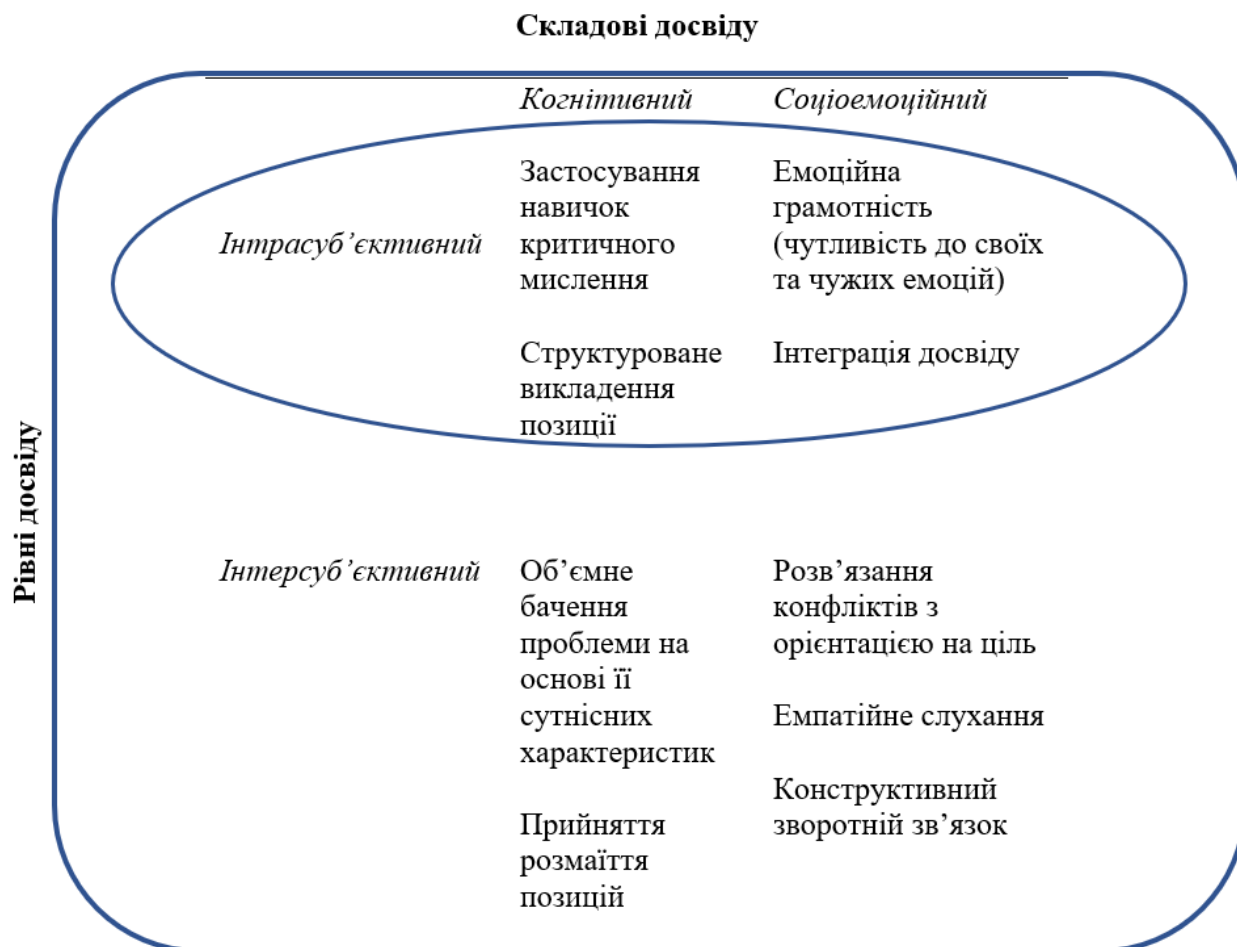 Складові досвіду
Когнітивний Соціоемоційний
Інтрасуб’єктивний
Застосування
навичок
критичного
мислення
Структуроване
викладення
позиції
Емоційна
грамотність
(чутливість до своїх
та чужих емоцій)
Інтеграція досвіду
Рівні досвіду
Інтерсуб’єктивний
Об’ємне
бачення
проблеми на
основі її
сутнісних
характеристик
Прийняття
розмаїття
позицій
Розв’язання
конфліктів з
орієнтацією на ціль
Емпатійне слухання
Конструктивний
зворотній зв’язок